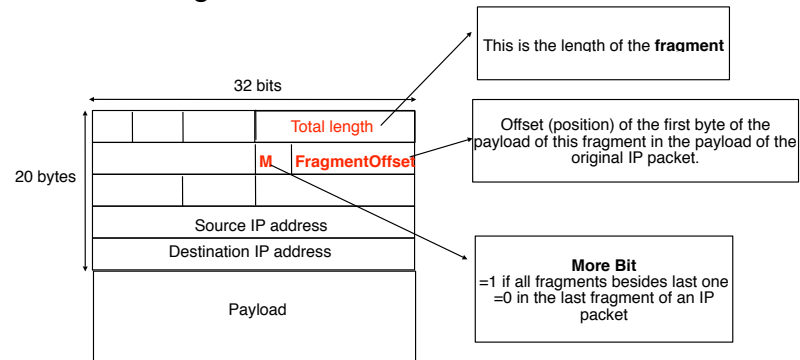 This is the length of the fragment
32 bits
Total length
Offset (position) of the first byte of the
payload of this fragment in the payload of the
original IP packet.
M
FragmentOffset
20 bytes
Source IP address
Destination IP address
More Bit
=1 if all fragments besides last one
=0 in the last fragment of an IP
packet
Payload